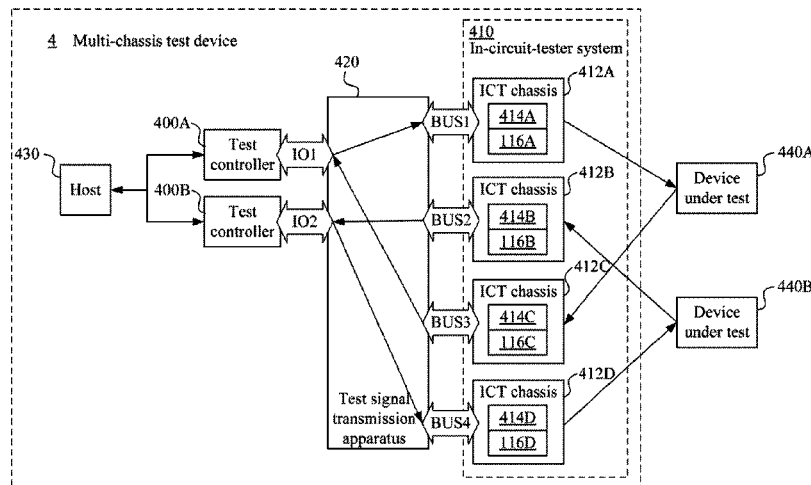 4 Multi-chassis test device
410
In-circuit-tester system
420
412A
ICT chassis
414A
116A
BUS1
400A
430
Test
controller
IO1
440A
Host
400B
412B
ICT chassis
414B
116B
BUS2
Device
under test
Test
controller
IO2
412C
ICT chassis
414C
116C
BUS3
440B
Device
under test
412D
ICT chassis
414D
116D
BUS4
Test signal
transmission
apparatus